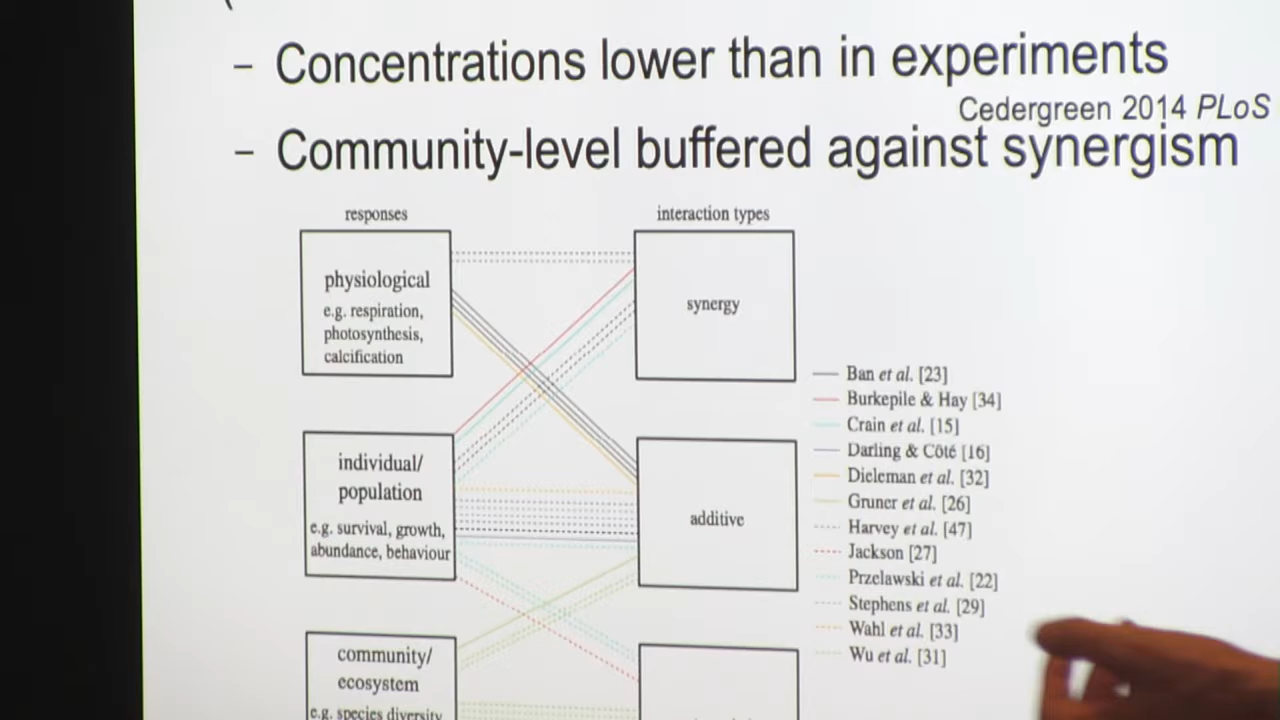 - Concentrations lower than in experiments
Cedergreen 2014 PLoS
- Community-level buffered against synergism
responses
interaction types
physiological
e.g. respiration,
photosynthesis,
calcification
synergy
individual/
population
e.g. survival, growth,
abundance, behaviour
additive
community/
ecosystem
e.g. species diversity
Ban et al. [23]
Burkepile & Hay [34]
Crain et al. [15]
Darling & Côté [16]
Dieleman et al. [32]
Gruner et al. [26]
Harvey et al. [47]
Jackson [27]
Przelawski et al. [22]
Stephens et al. [29]
Wahl et al. [33]
Wu et al. [31]